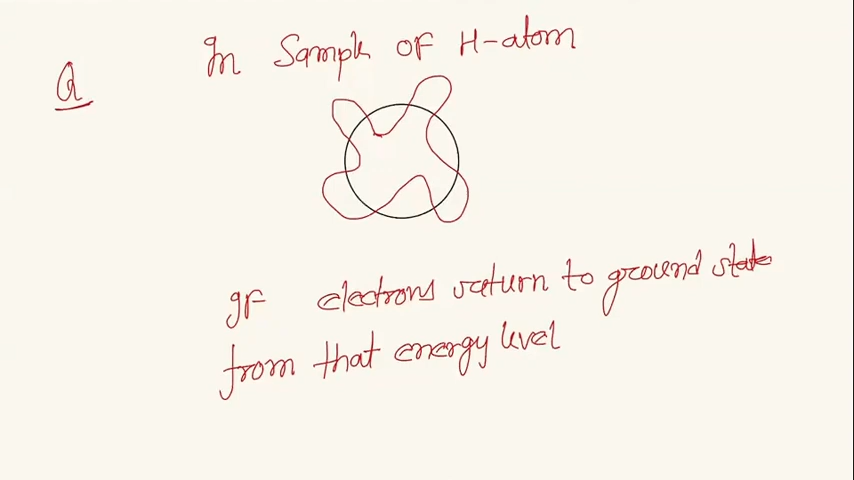 Q
In Sample OF H-atom
IF electrons return to ground state
from that energy level